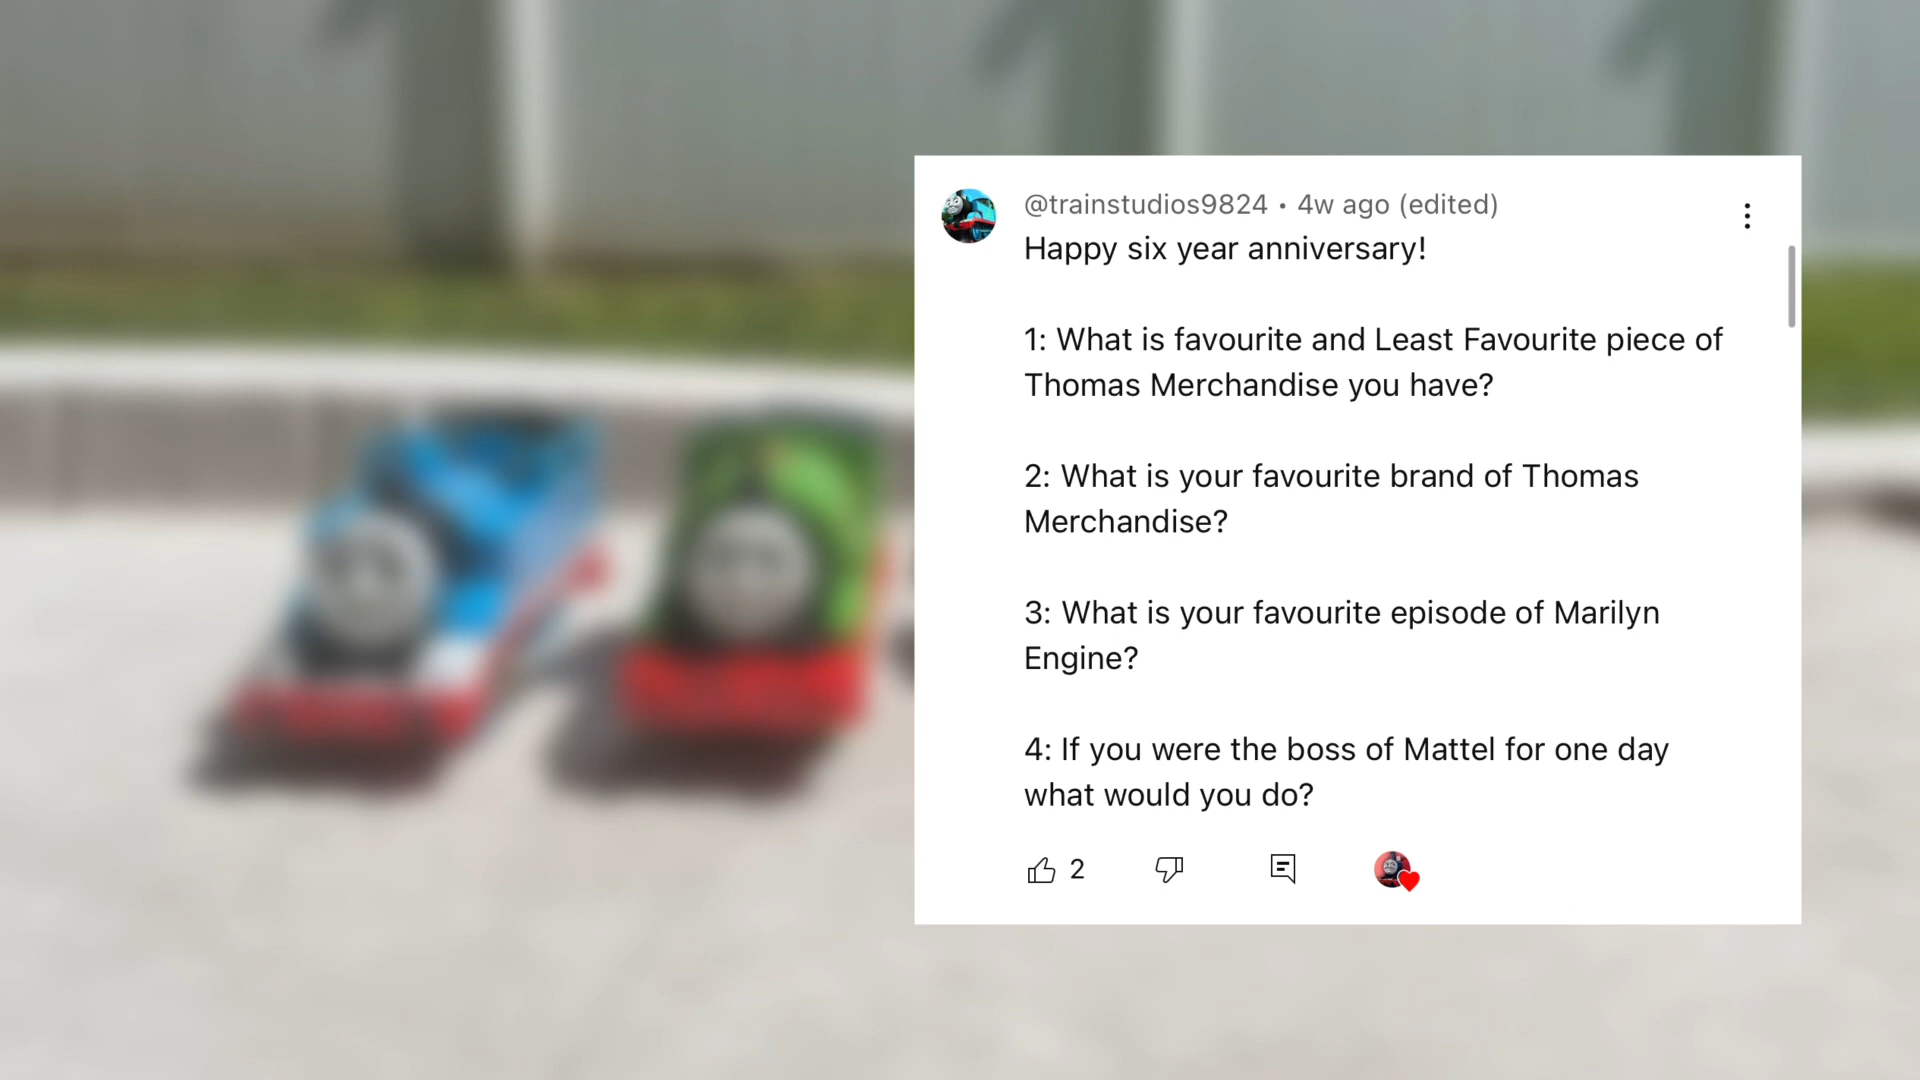 @trainstudios9824 • 4w ago (edited)
Happy six year anniversary!
1: What is favourite and Least Favourite piece of
Thomas Merchandise you have?
2: What is your favourite brand of Thomas
Merchandise?
3: What is your favourite episode of Marilyn
Engine?
4: If you were the boss of Mattel for one day
what would you do?
2